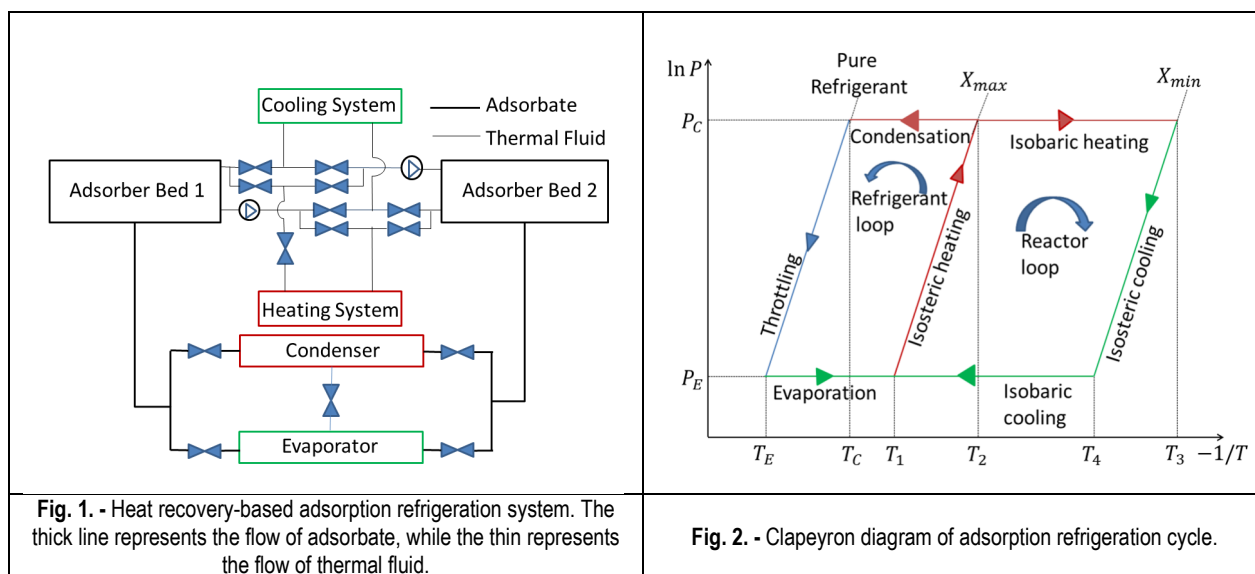 Cooling System
Adsorbate
Thermal Fluid
Adsorber Bed 1
Adsorber Bed 2
Heating System
Condenser
Evaporator
Fig. 1. - Heat recovery-based adsorption refrigeration system. The
thick line represents the flow of adsorbate, while the thin represents
the flow of thermal fluid.
ln P
Pure
Refrigerant
X_max
X_min
P_C
Condensation
Isobaric heating
Refrigerant
loop
Reactor
loop
Throttling
Isosteric heating
Isosteric cooling
P_E
Evaporation
Isobaric
cooling
T_E T_C T_1 T_2 T_4 T_3 −1/T
Fig. 2. - Clapeyron diagram of adsorption refrigeration cycle.